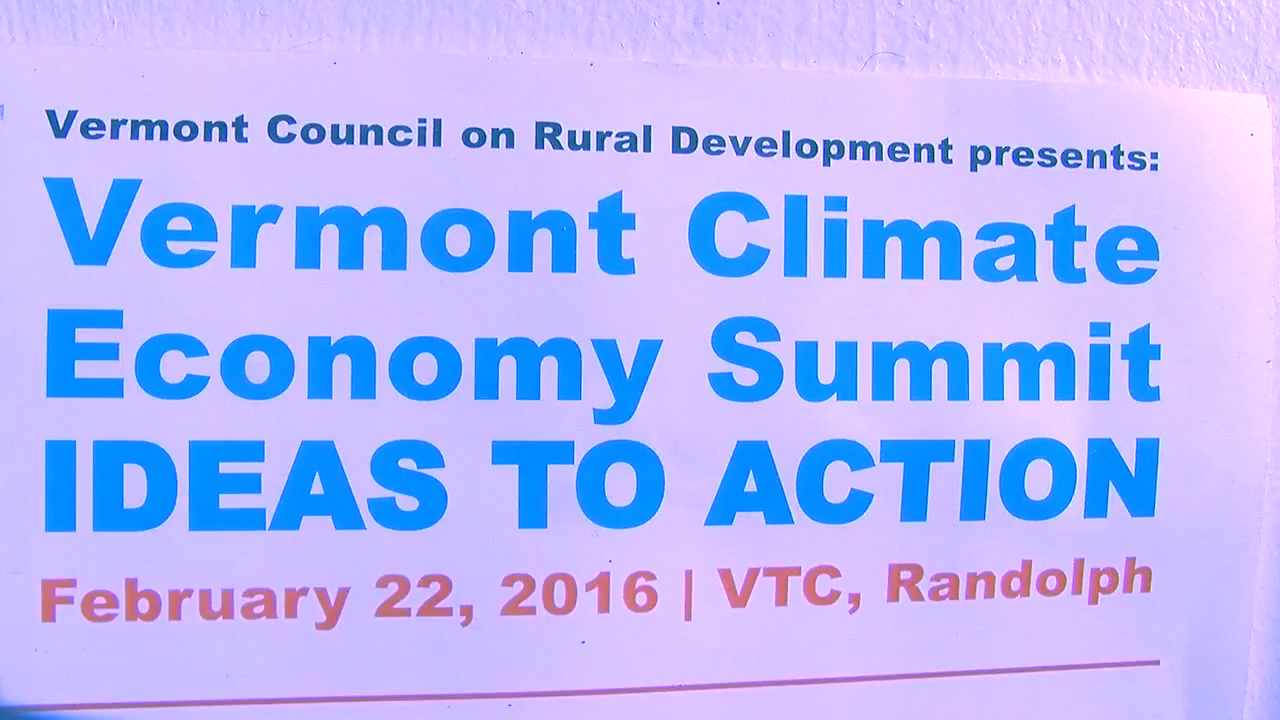 Vermont Council on Rural Development presents:
Vermont Climate
Economy Summit
IDEAS TO ACTION
February 22, 2016 | VTC, Randolph